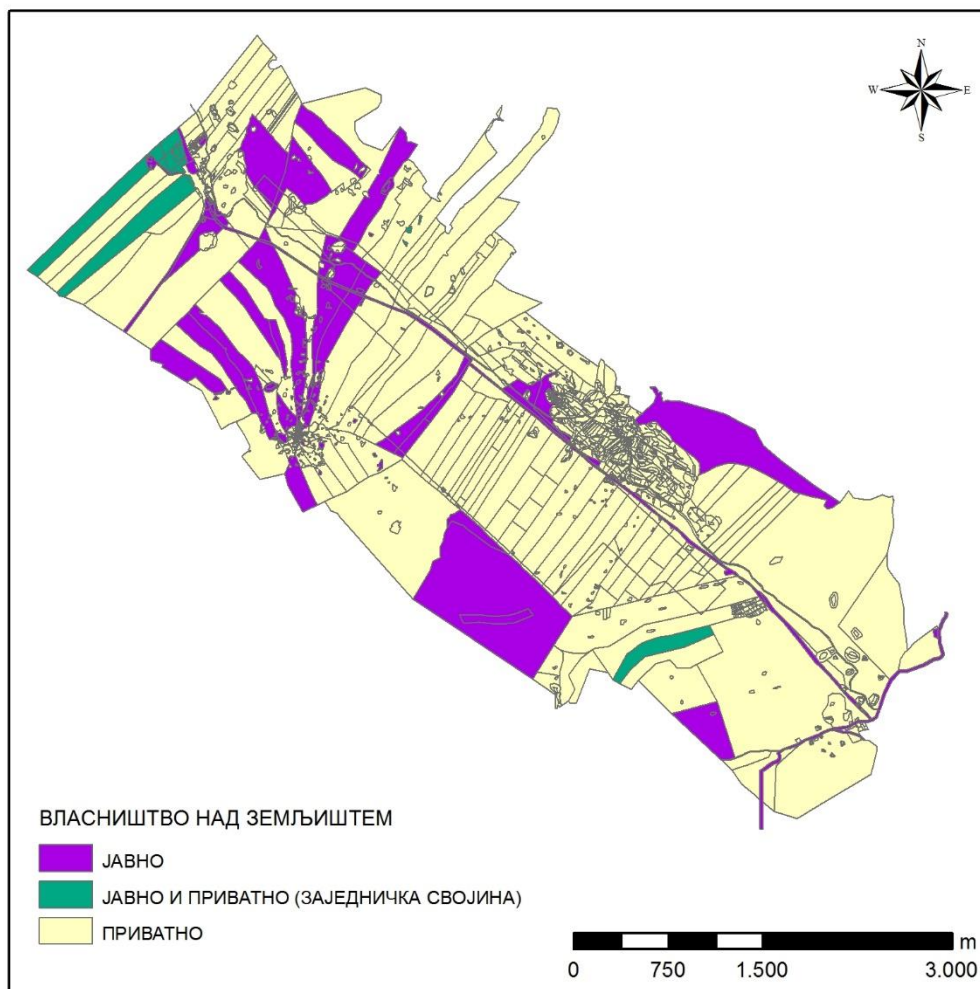 N
W E
S
ВЛАСНИШТВО НАД ЗЕМЉИШТЕМ
ЈАВНО
ЈАВНО И ПРИВАТНО (ЗАЈЕДНИЧКА СВОЈИНА)
ПРИВАТНО
m
0 750 1.500 3.000